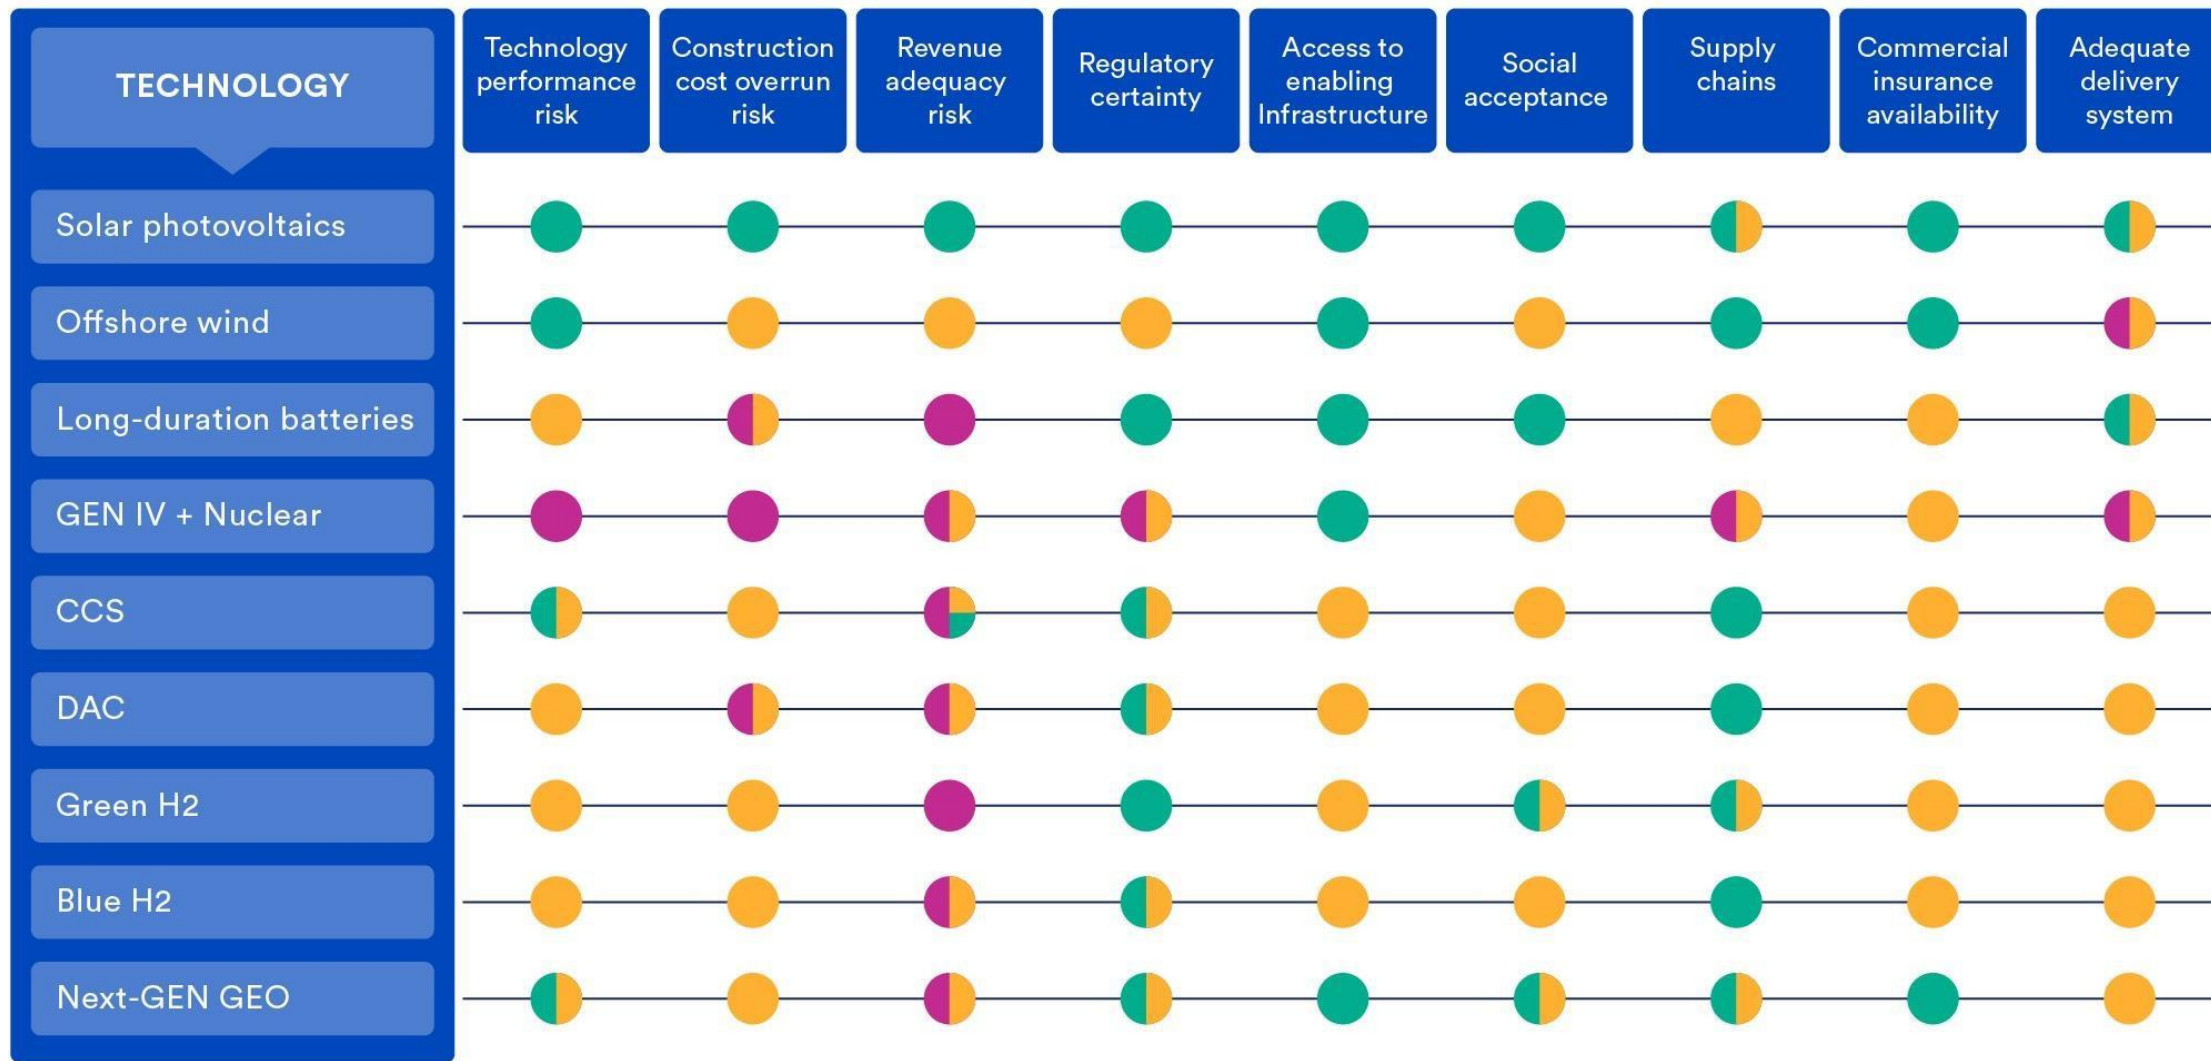 TECHNOLOGY
Technology
performance
risk
Construction
cost overrun
risk
Revenue
adequacy
risk
Regulatory
certainty
Access to
enabling
Infrastructure
Social
acceptance
Supply
chains
Commercial
insurance
availability
Adequate
delivery
system
Solar photovoltaics
Offshore wind
Long-duration batteries
GEN IV + Nuclear
CCS
DAC
Green H2
Blue H2
Next-GEN GEO